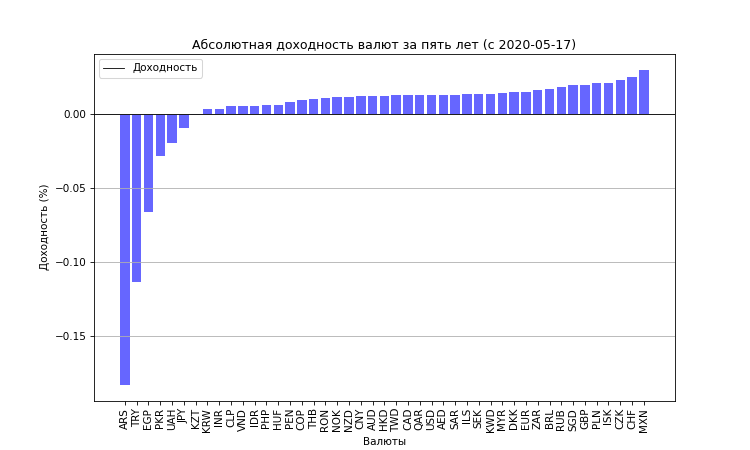 Абсолютная доходность валют за пять лет (с 2020-05-17)
Доходность
0.00
−0.05
−0.10
−0.15
Доходность (%)
ARS TRY EGP PKR UAH JPY KZT KRW INR CLP VND IDR PHP HUF PEN COP THB RON NOK NZD CNY AUD HKD TWD CAD QAR USD AED SAR ILS SEK KWD MYR DKK EUR ZAR BRL RUB SGD GBP PLN ISK CZK CHF MXN
Валюты